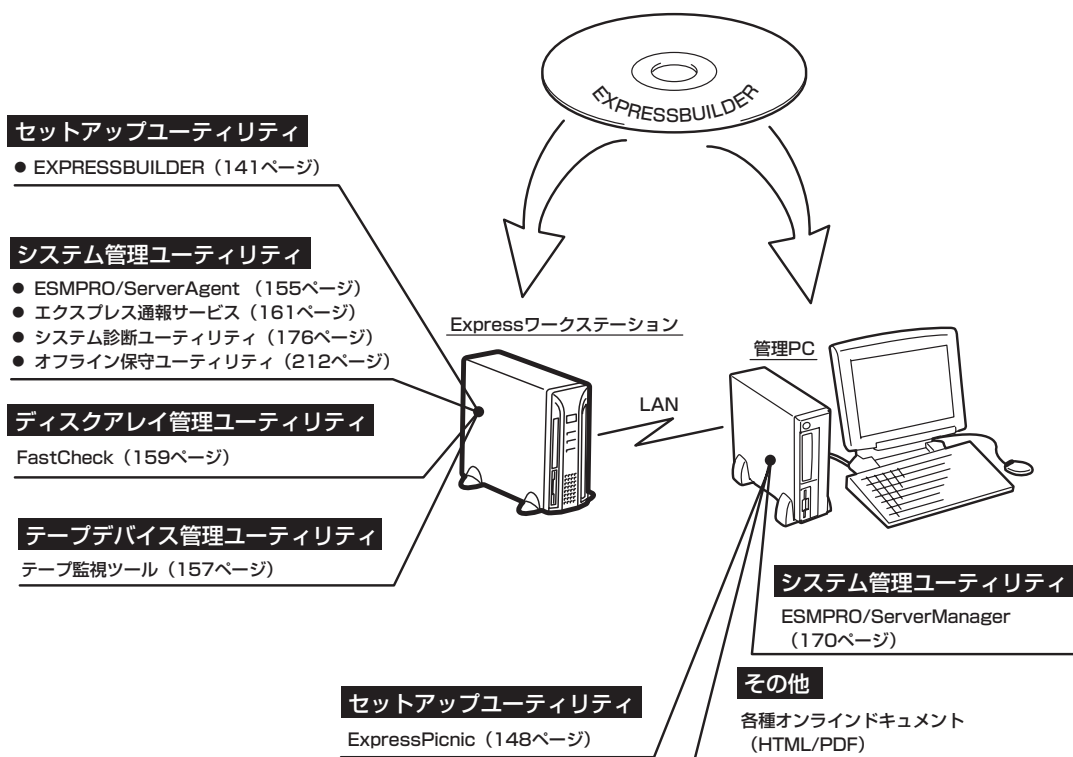 EXPRESSBUILDER
セットアップユーティリティ
● EXPRESSBUILDER（141ページ）
システム管理ユーティリティ
● ESMPRO/ServerAgent （155ページ）
● エクスプレス通報サービス（161ページ）
● システム診断ユーティリティ（176ページ）
● オフライン保守ユーティリティ（212ページ）
ディスクアレイ管理ユーティリティ
FastCheck（159ページ）
テープデバイス管理ユーティリティ
テープ監視ツール（157ページ）
Expressワークステーション
LAN
管理PC
システム管理ユーティリティ
ESMPRO/ServerManager
（170ページ）
セットアップユーティリティ
ExpressPicnic（148ページ）
その他
各種オンラインドキュメント
（HTML/PDF）